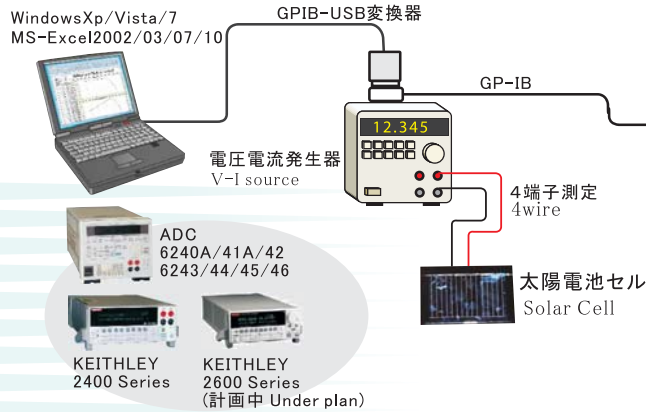 WindowsXp/Vista/7
MS-Excel2002/03/07/10
GPIB-USB変換器
GP-IB
12.345
電圧電流発生器
V-I source
4端子測定
4wire
太陽電池セル
Solar Cell
ADC
6240A/41A/42
6243/44/45/46
KEITHLEY
2400 Series
KEITHLEY
2600 Series
(計画中 Under plan)